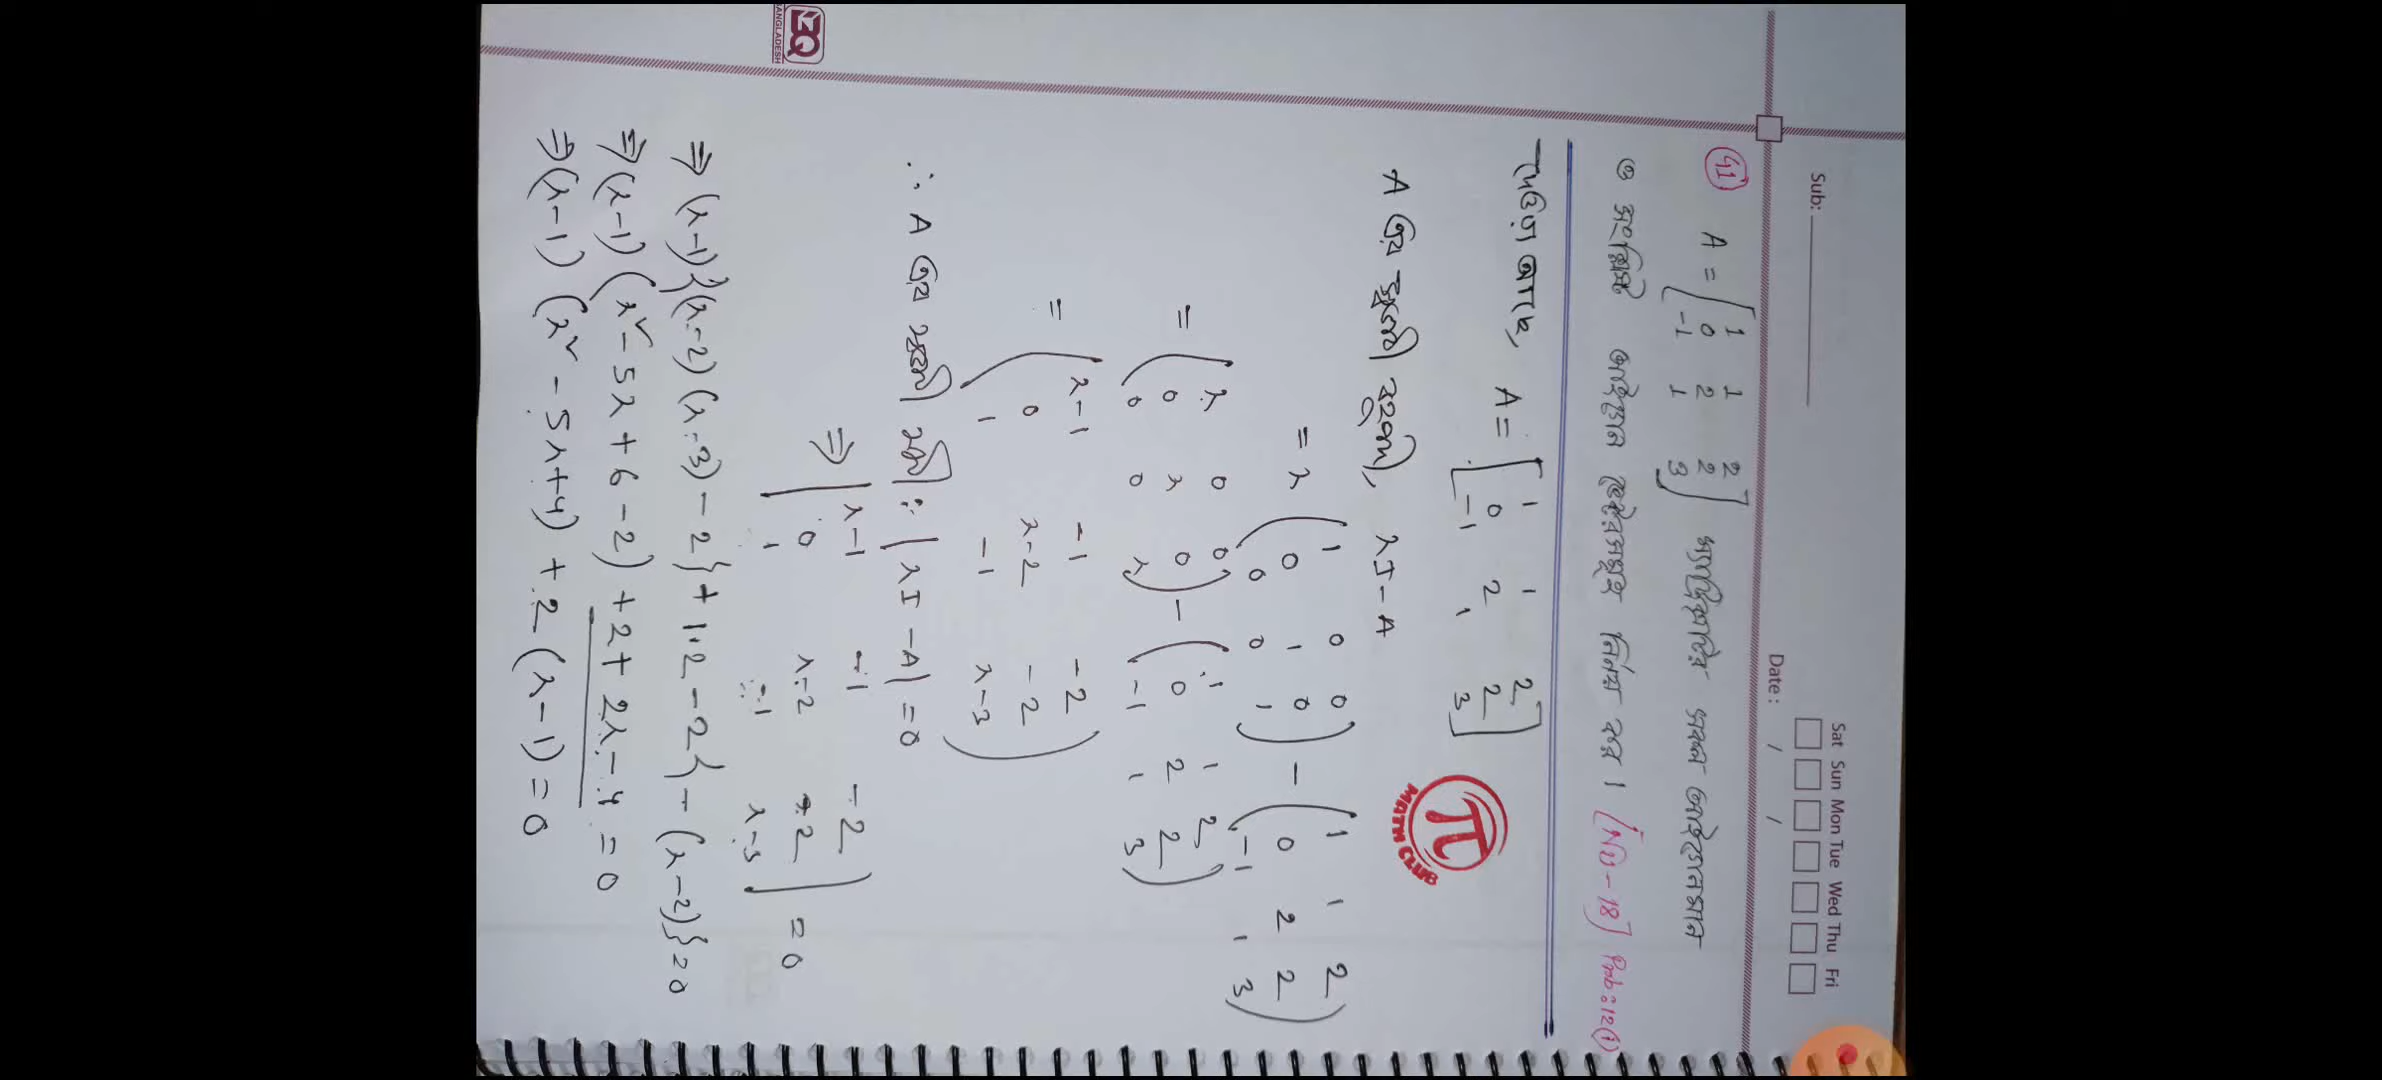 Sub:
Date: / /
Sat Sun Mon Tue Wed Thu Fri
41) A = [1 1 2
0 2 2
-1 1 3] ম্যাট্রিক্সটির সকল আইগেনমান
ও সংশ্লিষ্ট আইগেন ভেক্টরসমূহ নির্ণয় কর। [NU-18] Prob: 12(i)
দেওয়া আছে, A = [1 1 2
0 2 2
-1 1 3]
MATH CLUB
π
A এর λI - A
= λ (1 0 0
0 1 0
0 0 1) - (1 1 2
0 2 2
-1 1 3)
= (λ 0 0
0 λ 0
0 0 λ) - (1 1 2
0 2 2
-1 1 3)
= (λ-1 -1 -2
0 λ-2 -2
1 -1 λ-3)
∴ A এর |λI - A| = 0
⇒ |λ-1 -1 -2
0 λ-2 -2
1 -1 λ-3| = 0
⇒ (λ-1){(λ-2)(λ-3) - 2} + 1.2 - 2{ - (λ-2)} = 0
⇒ (λ-1)(λ² - 5λ + 6 - 2) + 2 + 2λ - 4 = 0
⇒ (λ-1)(λ² - 5λ + 4) + 2(λ-1) = 0
BQ
BANGLADESH